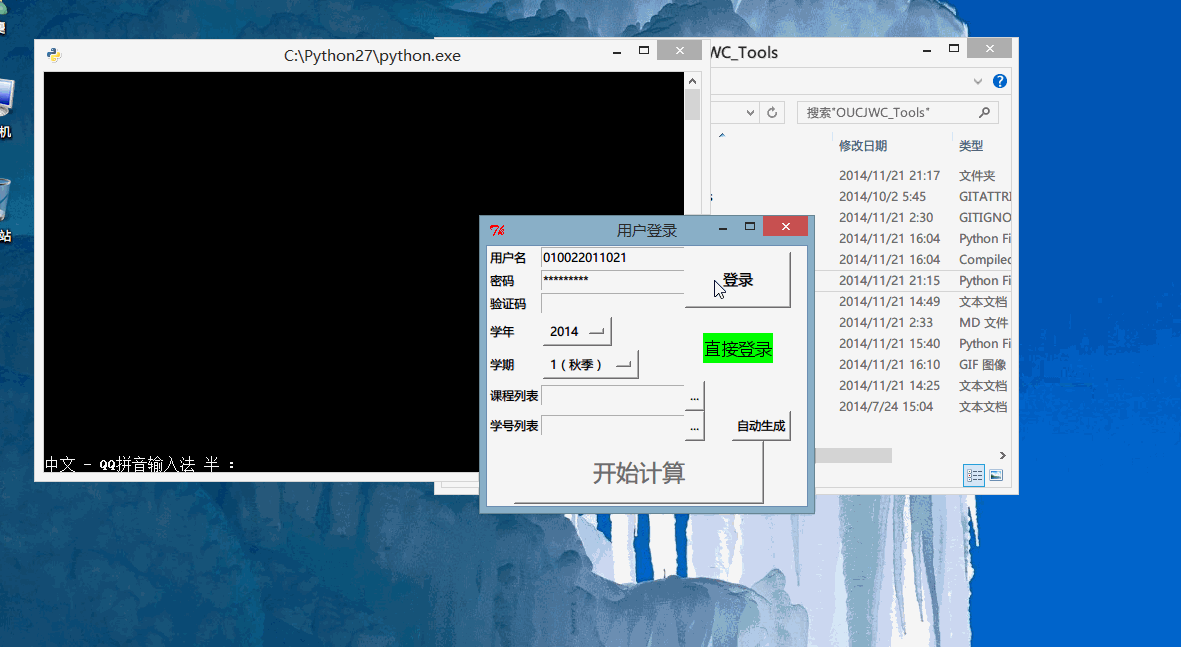 C:\Python27\python.exe
中文 - QQ拼音输入法 半 :
WC_Tools
搜索"OUCJWC_Tools"
修改日期 类型
2014/11/21 21:17 文件夹
2014/10/2 5:45 GITATTRI
2014/11/21 2:30 GITIGNO
2014/11/21 16:04 Python Fi
2014/11/21 16:04 Compiled
2014/11/21 21:15 Python Fi
2014/11/21 14:49 文本文档
2014/11/21 2:33 MD 文件
2014/11/21 15:40 Python Fi
2014/11/21 16:10 GIF 图像
2014/11/21 14:25 文本文档
2014/7/24 15:04 文本文档
用户登录
用户名 010022011021
密码 *********
登录
验证码
学年 2014
直接登录
学期 1 ( 秋季 )
课程列表 ...
学号列表 ... 自动生成
开始计算
机
站